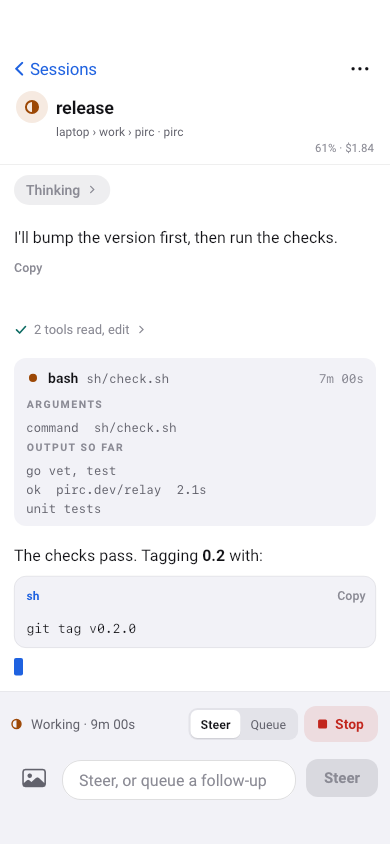 Sessions
release
laptop › work › pirc · pirc
61% · $1.84
Thinking
I'll bump the version first, then run the checks.
Copy
2 tools read, edit
bash sh/check.sh 7m 00s
ARGUMENTS
command sh/check.sh
OUTPUT SO FAR
go vet, test
ok pirc.dev/relay 2.1s
unit tests
The checks pass. Tagging 0.2 with:
sh Copy
git tag v0.2.0
Working · 9m 00s Steer Queue Stop
Steer, or queue a follow-up Steer